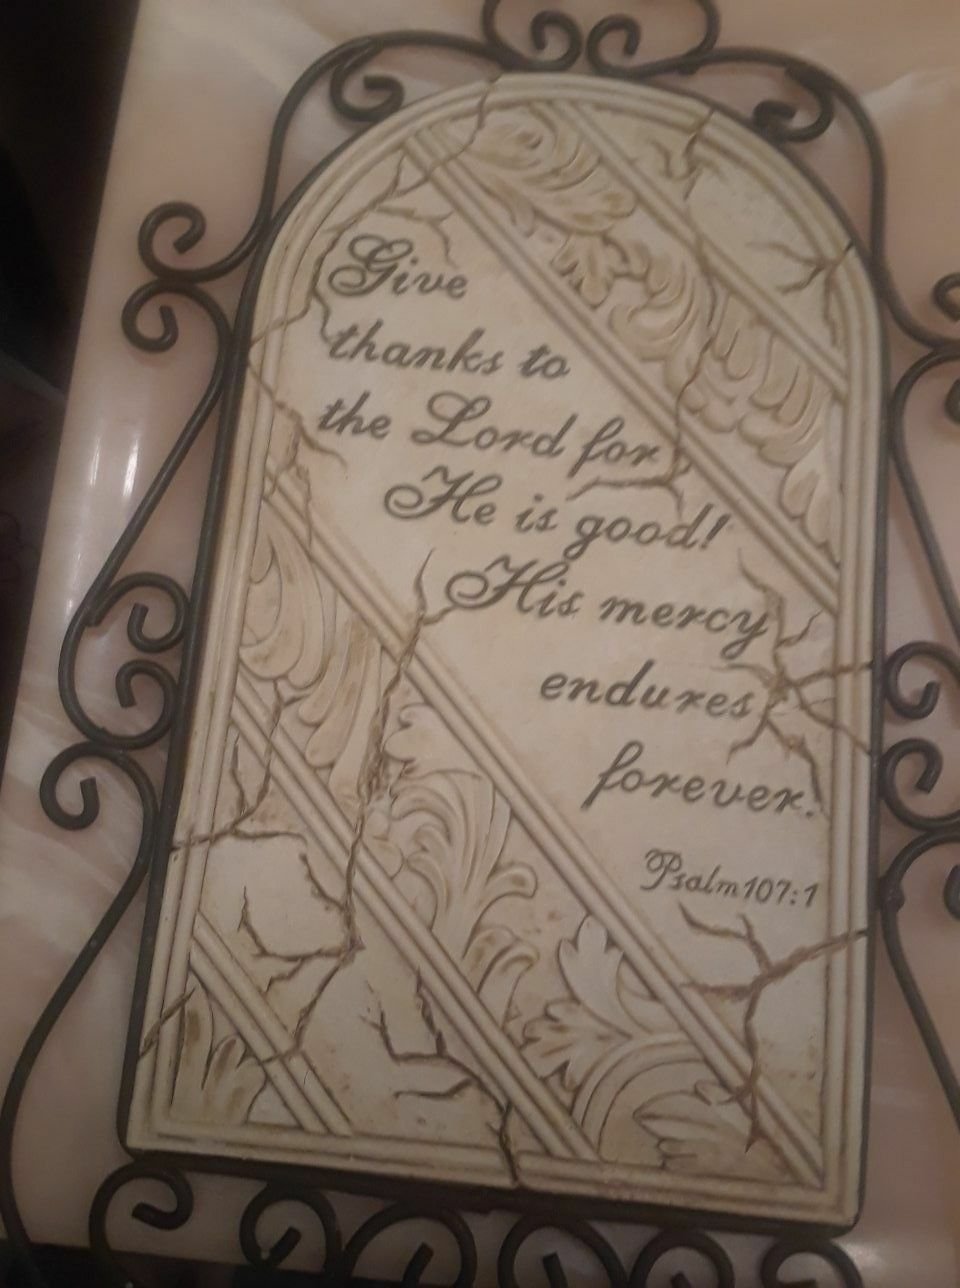 Give
thanks to
the Lord for
He is good!
His mercy
endures
forever.
Psalm 107:1